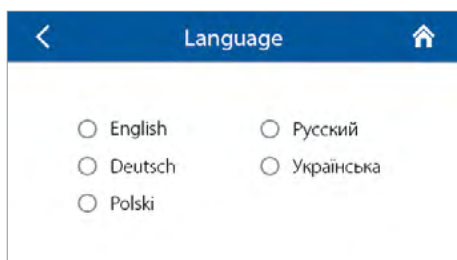 Language
English
Deutsch
Polski
Русский
Українська